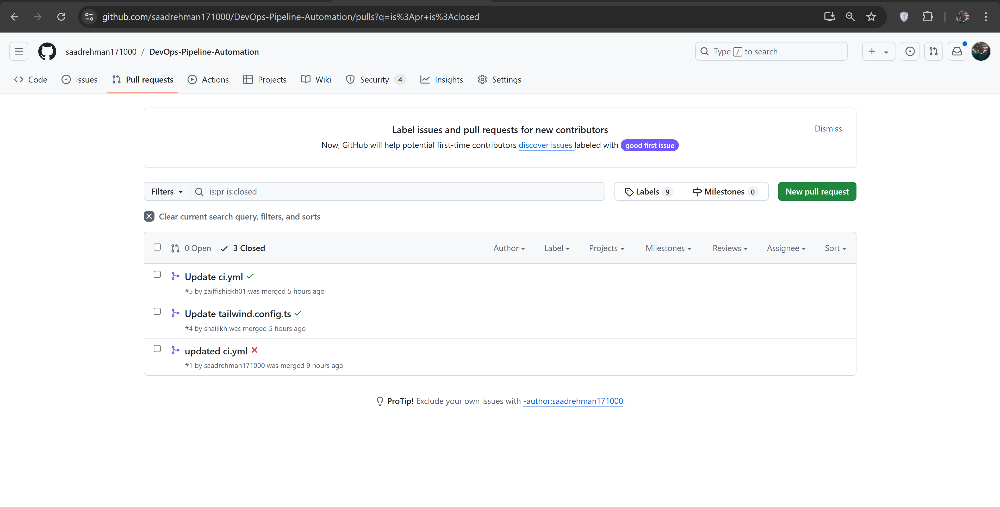 github.com/saadrehman171000/DevOps-Pipeline-Automation/pulls?q=is%3Apr+is%3Aclosed
saadrehman171000 / DevOps-Pipeline-Automation
Type / to search
Code Issues Pull requests Actions Projects Wiki Security 4 Insights Settings
Label issues and pull requests for new contributors
Dismiss
Now, GitHub will help potential first-time contributors discover issues labeled with good first issue
Filters is:pr is:closed Labels 9 Milestones 0 New pull request
Clear current search query, filters, and sorts
0 Open 3 Closed Author Label Projects Milestones Reviews Assignee Sort
Update ci.yml
#5 by zaiffishiekh01 was merged 5 hours ago
Update tailwind.config.ts
#4 by shaiiikh was merged 5 hours ago
updated ci.yml
#1 by saadrehman171000 was merged 9 hours ago
ProTip! Exclude your own issues with -author:saadrehman171000.